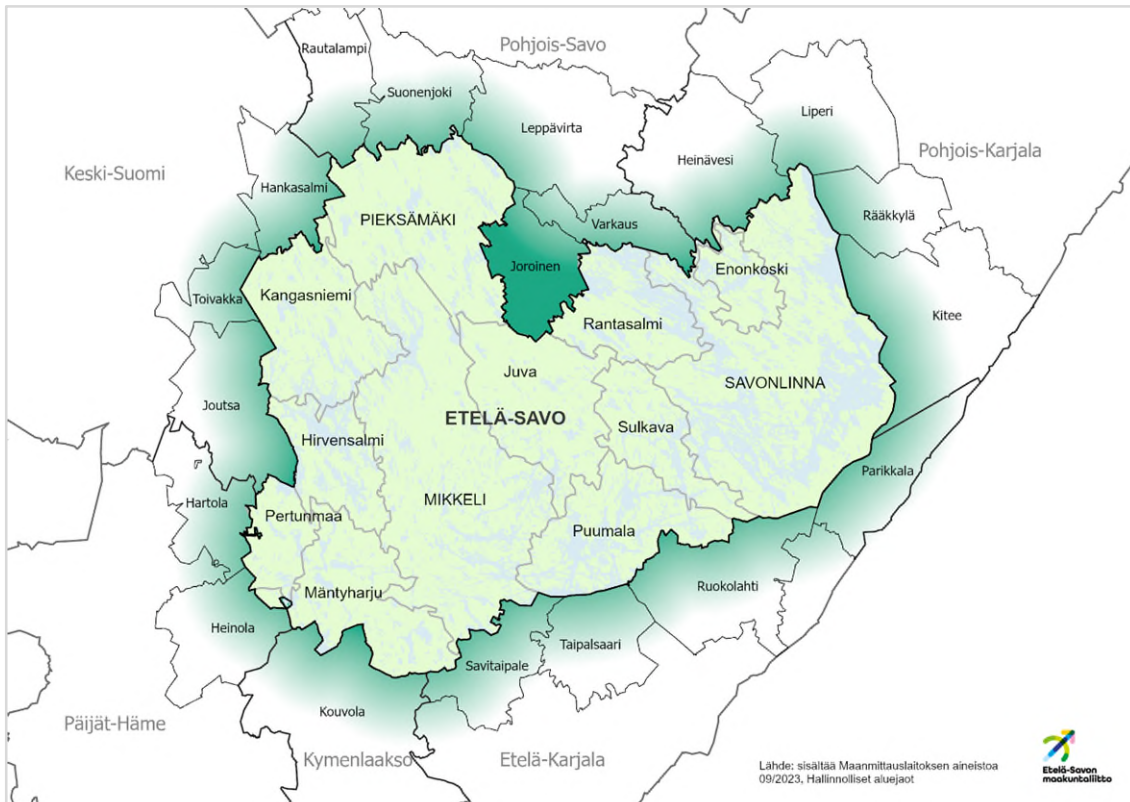 Rautalampi
Pohjois-Savo
Suonenjoki
Leppävirta
Liperi
Heinävesi
Pohjois-Karjala
Keski-Suomi
Hankasalmi
PIEKSÄMÄKI
Varkaus
Rääkkylä
Joroinen
Enonkoski
Toivakka
Kangasniemi
Rantasalmi
Kitee
Juva
SAVONLINNA
Joutsa
ETELÄ-SAVO
Sulkava
Hirvensalmi
Parikkala
Hartola
MIKKELI
Pertunmaa
Puumala
Mäntyharju
Ruokolahti
Heinola
Taipalsaari
Savitaipale
Kouvola
Päijät-Häme
Kymenlaakso
Etelä-Karjala
Lähde: sisältää Maanmittauslaitoksen aineistoa
09/2023, Hallinnolliset aluejaot
Etelä-Savon
maakuntaliitto